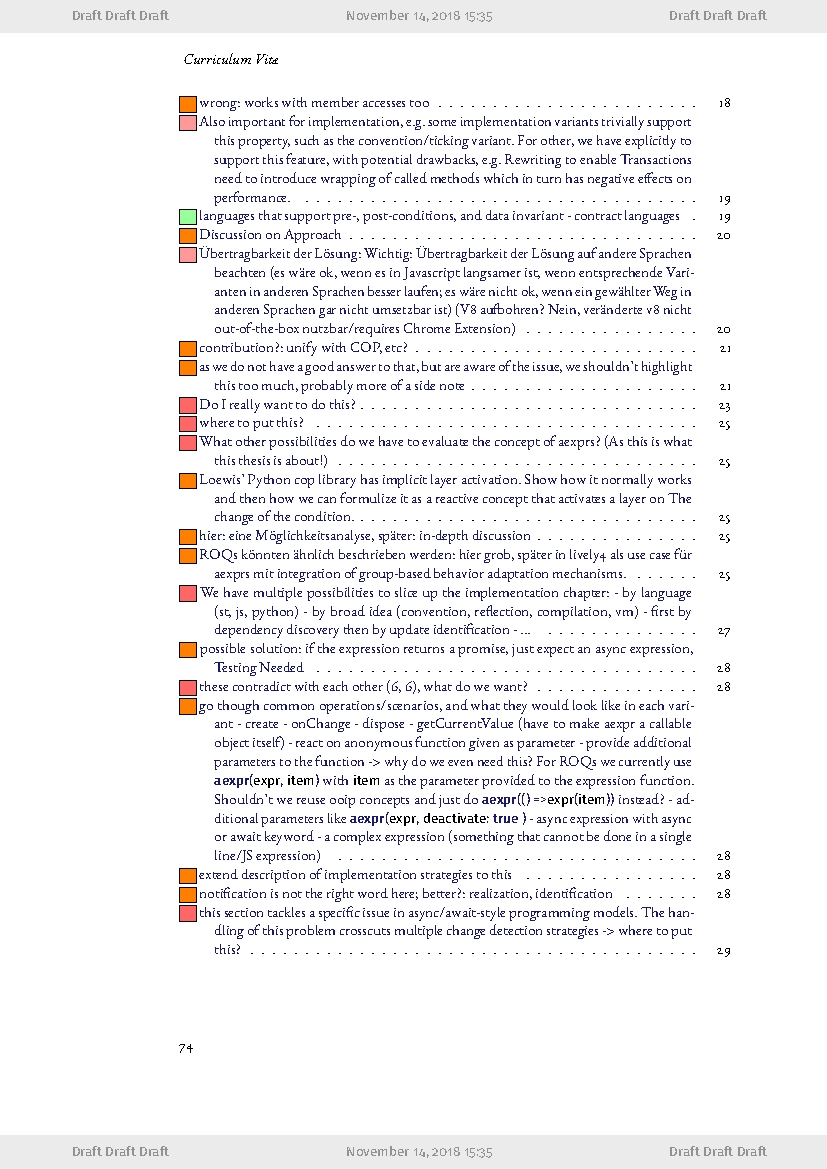 Draft Draft Draft November 14, 2018 15:35 Draft Draft Draft
Curriculum Vitæ
wrong: works with member accesses too . . . . . . . . . . . . . . . . . . . . . . . . 18
Also important for implementation, e.g. some implementation variants trivially support
this property, such as the convention/ticking variant. For other, we have explicitly to
support this feature, with potential drawbacks, e.g. Rewriting to enable Transactions
need to introduce wrapping of called methods which in turn has negative effects on
performance. . . . . . . . . . . . . . . . . . . . . . . . . . . . . . . . . . . . . 19
languages that support pre-, post-conditions, and data invariant - contract languages . 19
Discussion on Approach . . . . . . . . . . . . . . . . . . . . . . . . . . . . . . . . 20
Übertragbarkeit der Lösung: Wichtig: Übertragbarkeit der Lösung auf andere Sprachen
beachten (es wäre ok, wenn es in Javascript langsamer ist, wenn entsprechende Vari-
anten in anderen Sprachen besser laufen; es wäre nicht ok, wenn ein gewählter Weg in
anderen Sprachen gar nicht umsetzbar ist) (V8 aufbohren? Nein, veränderte v8 nicht
out-of-the-box nutzbar/requires Chrome Extension) . . . . . . . . . . . . . . . . 20
contribution?: unify with COP, etc? . . . . . . . . . . . . . . . . . . . . . . . . . . 21
as we do not have a good answer to that, but are aware of the issue, we shouldn't highlight
this too much, probably more of a side note . . . . . . . . . . . . . . . . . . . . . 21
Do I really want to do this? . . . . . . . . . . . . . . . . . . . . . . . . . . . . . . . 23
where to put this? . . . . . . . . . . . . . . . . . . . . . . . . . . . . . . . . . . . 25
What other possibilities do we have to evaluate the concept of aexprs? (As this is what
this thesis is about!) . . . . . . . . . . . . . . . . . . . . . . . . . . . . . . . . . 25
Loewis' Python cop library has implicit layer activation. Show how it normally works
and then how we can formulize it as a reactive concept that activates a layer on The
change of the condition. . . . . . . . . . . . . . . . . . . . . . . . . . . . . . . . 25
hier: eine Möglichkeitsanalyse, später: in-depth discussion . . . . . . . . . . . . . . . 25
ROQs könnten ähnlich beschrieben werden: hier grob, später in lively4 als use case für
aexprs mit integration of group-based behavior adaptation mechanisms. . . . . . . 25
We have multiple possibilities to slice up the implementation chapter: - by language
(st, js, python) - by broad idea (convention, reflection, compilation, vm) - first by
dependency discovery then by update identification - ... . . . . . . . . . . . . . . 27
possible solution: if the expression returns a promise, just expect an async expression,
Testing Needed . . . . . . . . . . . . . . . . . . . . . . . . . . . . . . . . . . . 28
these contradict with each other (6, 6), what do we want? . . . . . . . . . . . . . . . 28
go though common operations/scenarios, and what they would look like in each vari-
ant - create - onChange - dispose - getCurrentValue (have to make aexpr a callable
object itself) - react on anonymous function given as parameter - provide additional
parameters to the function -> why do we even need this? For ROQs we currently use
aexpr(expr, item) with item as the parameter provided to the expression function.
Shouldn't we reuse ooip concepts and just do aexpr(() =>expr(item)) instead? - ad-
ditional parameters like aexpr(expr, deactivate: true ) - async expression with async
or await keyword - a complex expression (something that cannot be done in a single
line/JS expression) . . . . . . . . . . . . . . . . . . . . . . . . . . . . . . . . . 28
extend description of implementation strategies to this . . . . . . . . . . . . . . . . 28
notification is not the right word here; better?: realization, identification . . . . . . . 28
this section tackles a specific issue in async/await-style programming models. The han-
dling of this problem crosscuts multiple change detection strategies -> where to put
this? . . . . . . . . . . . . . . . . . . . . . . . . . . . . . . . . . . . . . . . . . 29
74
Draft Draft Draft November 14, 2018 15:35 Draft Draft Draft